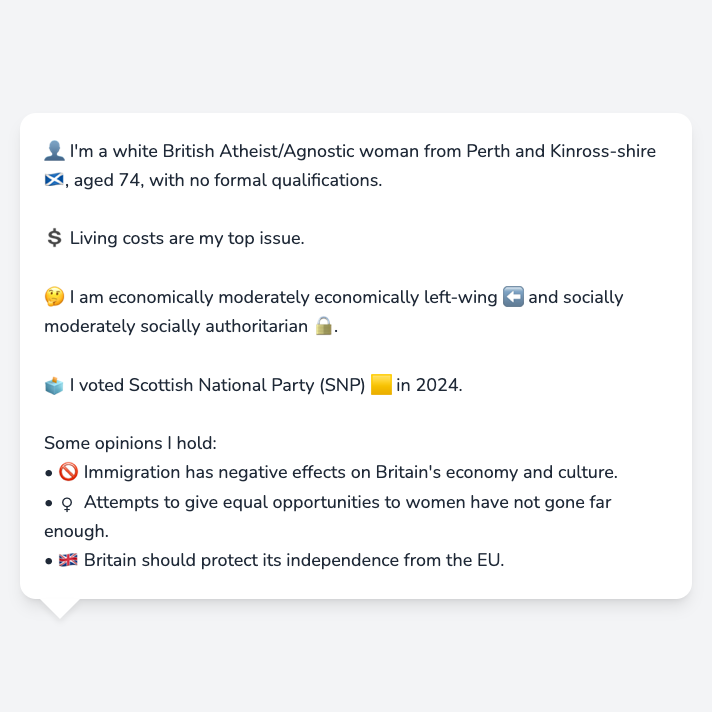 👤 I'm a white British Atheist/Agnostic woman from Perth and Kinross-shire
🏴󠁧󠁢󠁳󠁣󠁴󠁿, aged 74, with no formal qualifications.
💲 Living costs are my top issue.
🤔 I am economically moderately economically left-wing ⬅️ and socially
moderately socially authoritarian 🔒.
🗳️ I voted Scottish National Party (SNP) 🟨 in 2024.
Some opinions I hold:
• 🚫 Immigration has negative effects on Britain's economy and culture.
• ♀ Attempts to give equal opportunities to women have not gone far
enough.
• 🇬🇧 Britain should protect its independence from the EU.